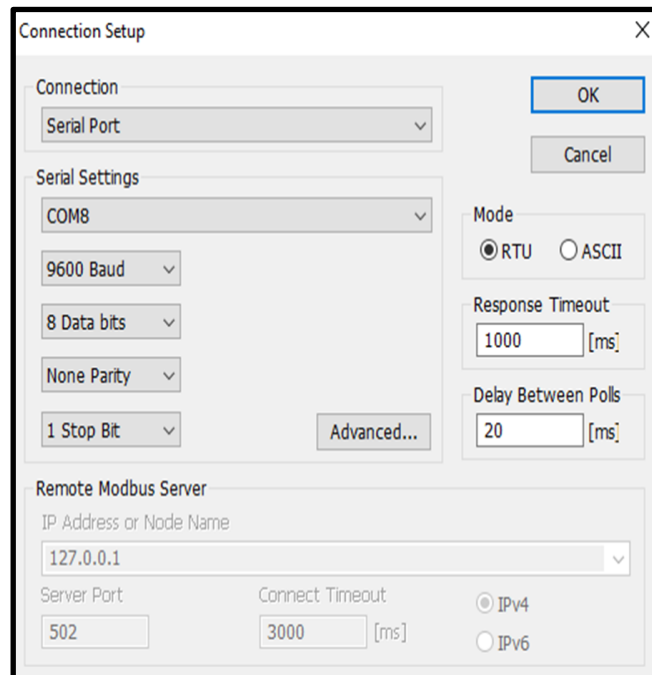 Connection Setup
Connection
Serial Port
OK
Cancel
Serial Settings
COM8
9600 Baud
8 Data bits
None Parity
1 Stop Bit
Advanced...
Mode
RTU ASCII
Response Timeout
1000 [ms]
Delay Between Polls
20 [ms]
Remote Modbus Server
IP Address or Node Name
127.0.0.1
Server Port
502
Connect Timeout
3000 [ms]
IPv4
IPv6